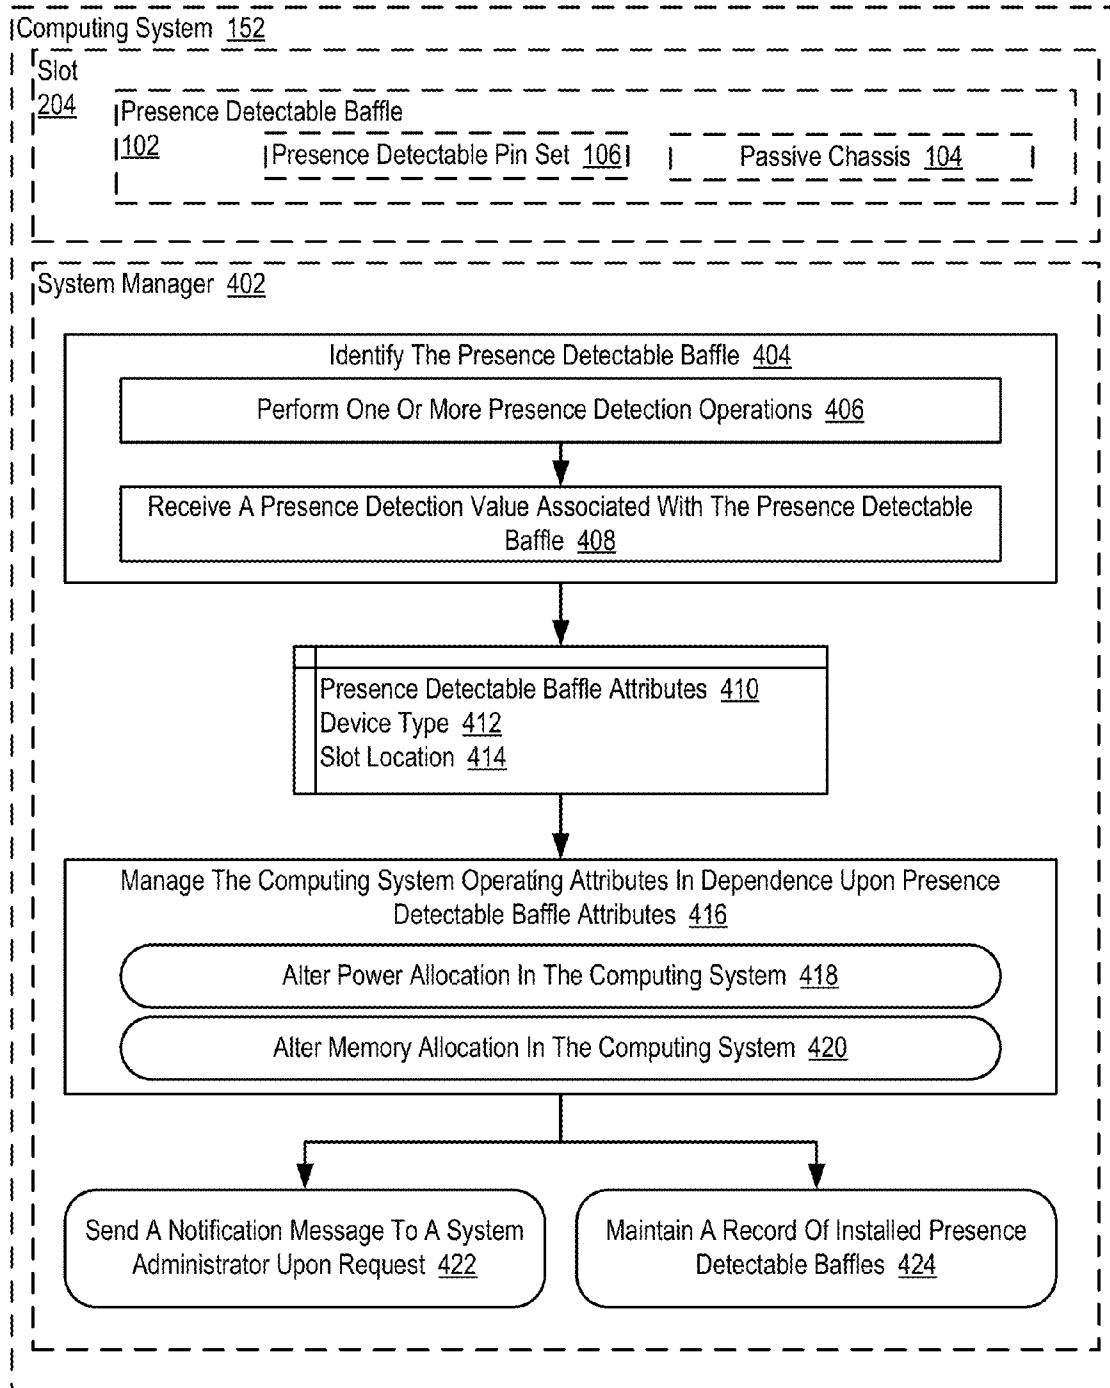 Computing System 152
Slot
204
Presence Detectable Baffle
102
Presence Detectable Pin Set 106
Passive Chassis 104
System Manager 402
Identify The Presence Detectable Baffle 404
Perform One Or More Presence Detection Operations 406
Receive A Presence Detection Value Associated With The Presence Detectable
Baffle 408
Presence Detectable Baffle Attributes 410
Device Type 412
Slot Location 414
Manage The Computing System Operating Attributes In Dependence Upon Presence
Detectable Baffle Attributes 416
Alter Power Allocation In The Computing System 418
Alter Memory Allocation In The Computing System 420
Send A Notification Message To A System
Administrator Upon Request 422
Maintain A Record Of Installed Presence
Detectable Baffles 424